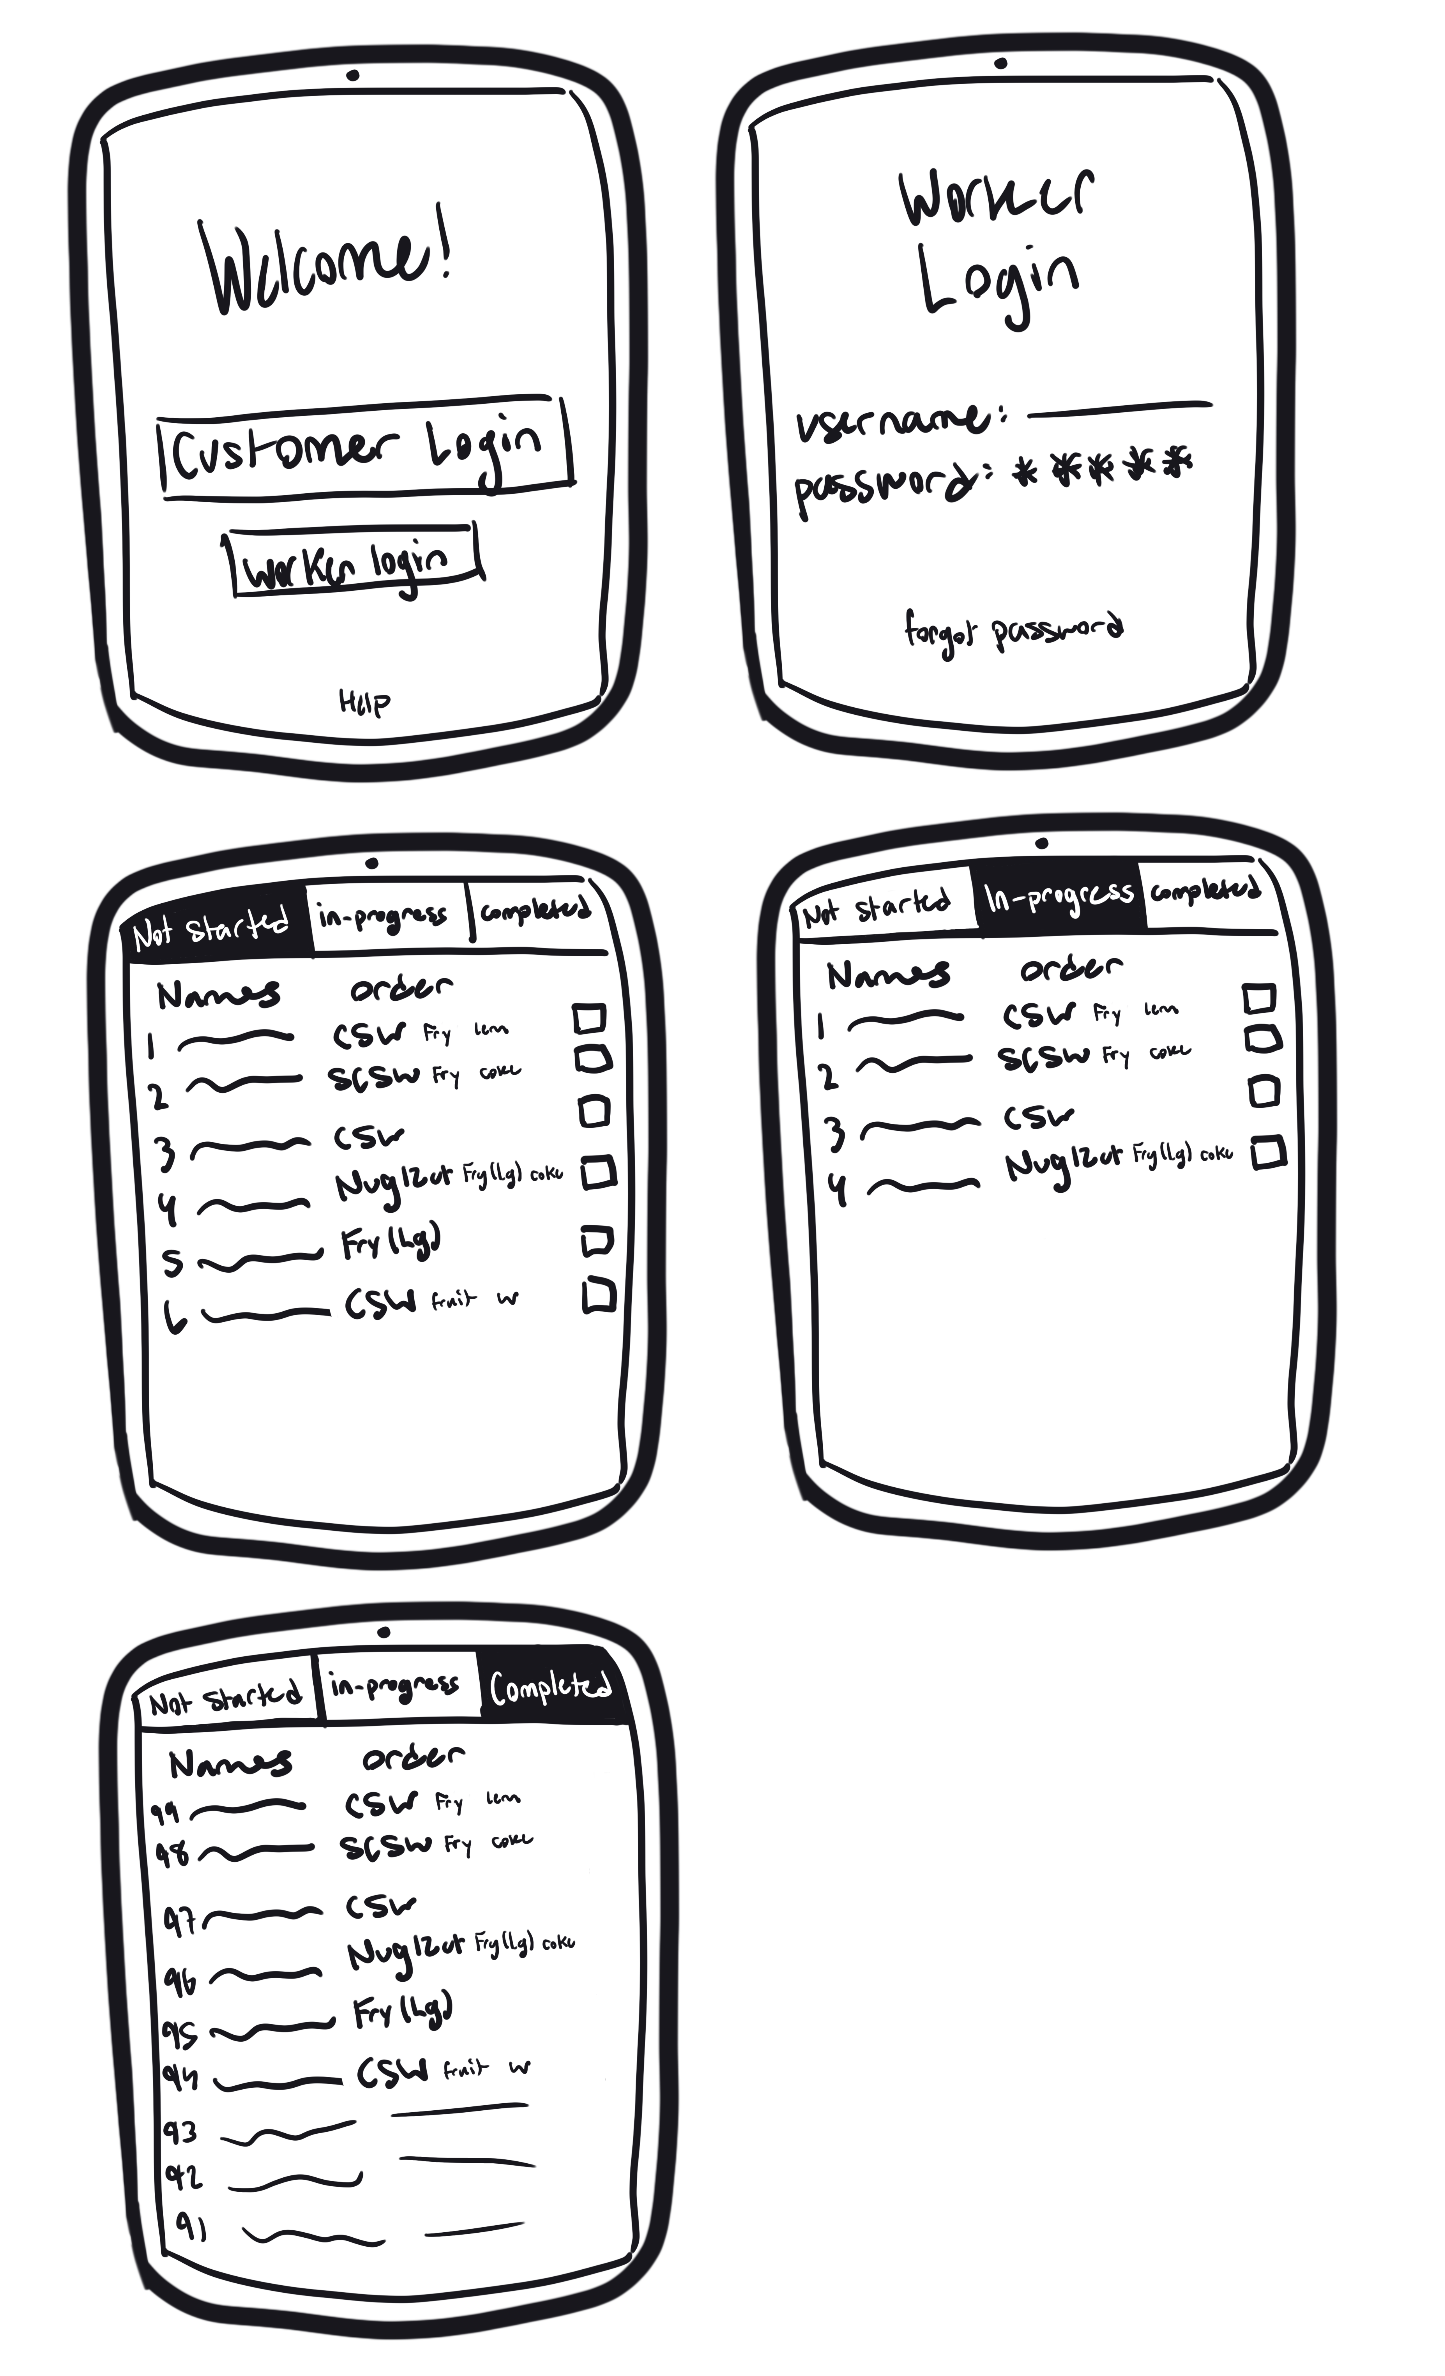 Welcome!
Customer Login
worker login
Help
Worker
Login
username:
password: * * * * *
forgot password
Not Started in-progress completed
Names order
1 CSW Fry lem
2 SCSW Fry coke
3 CSW
4 Nug12ct Fry(Lg) coke
5 Fry (Lg)
6 CSW fruit w
Not Started In-progress completed
Names order
1 CSW Fry lem
2 SCSW Fry coke
3 CSW
4 Nug12ct Fry(Lg) coke
Not Started in-progress Completed
Names order
99 CSW Fry lem
98 SCSW Fry coke
97 CSW
96 Nug12ct Fry(Lg) coke
95 Fry (Lg)
94 CSW fruit w
93
92
91